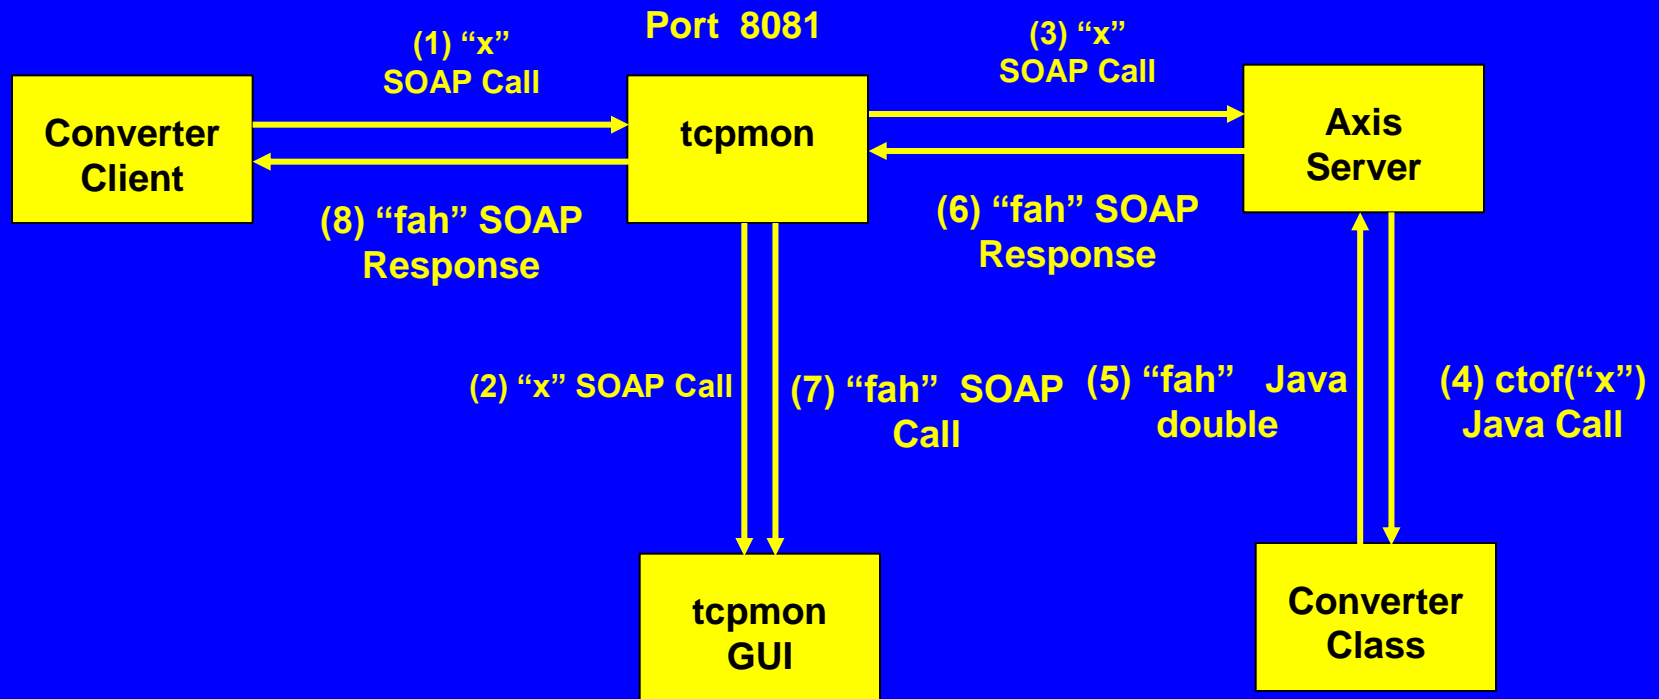 Port 8081
(1) “x”
SOAP Call
(3) “x”
SOAP Call
Converter
Client
tcpmon
Axis
Server
(8) “fah” SOAP
Response
(6) “fah” SOAP
Response
(2) “x” SOAP Call
(7) “fah” SOAP
Call
(5) “fah” Java
double
(4) ctof(“x”)
Java Call
tcpmon
GUI
Converter
Class